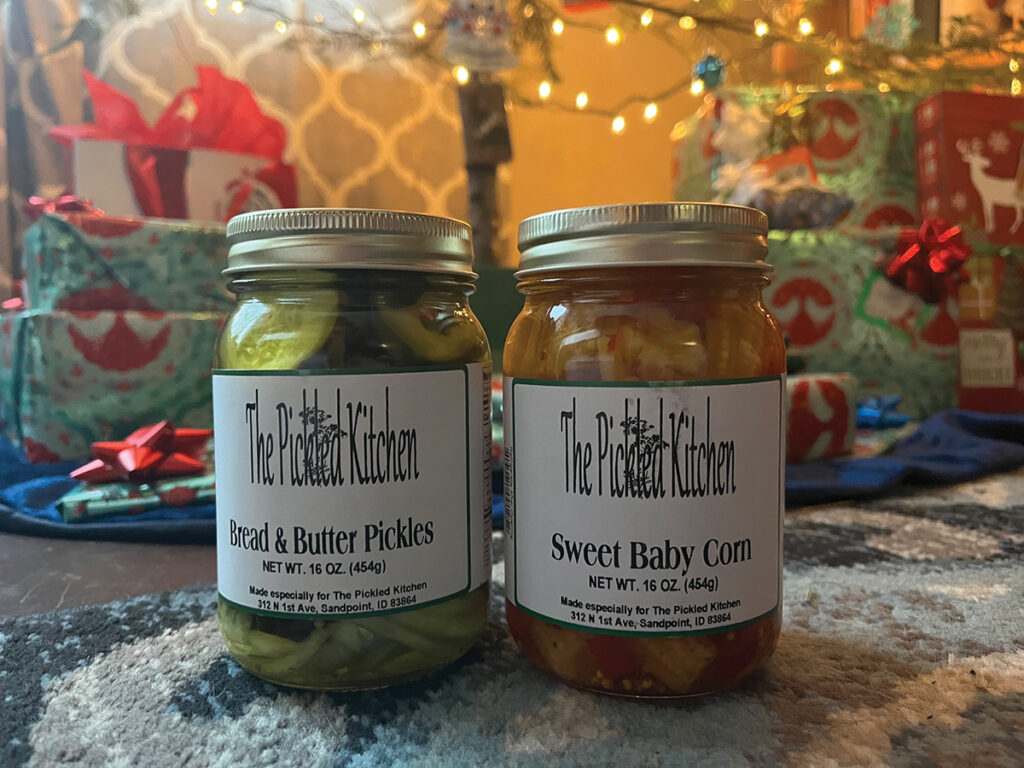 The Pickled Kitchen
Bread & Butter Pickles
NET WT. 16 OZ. (454g)
Made especially for The Pickled Kitchen
312 N 1st Ave, Sandpoint, ID 83864
The Pickled Kitchen
Sweet Baby Corn
NET WT. 16 OZ. (454g)
Made especially for The Pickled Kitchen
312 N 1st Ave, Sandpoint, ID 83864